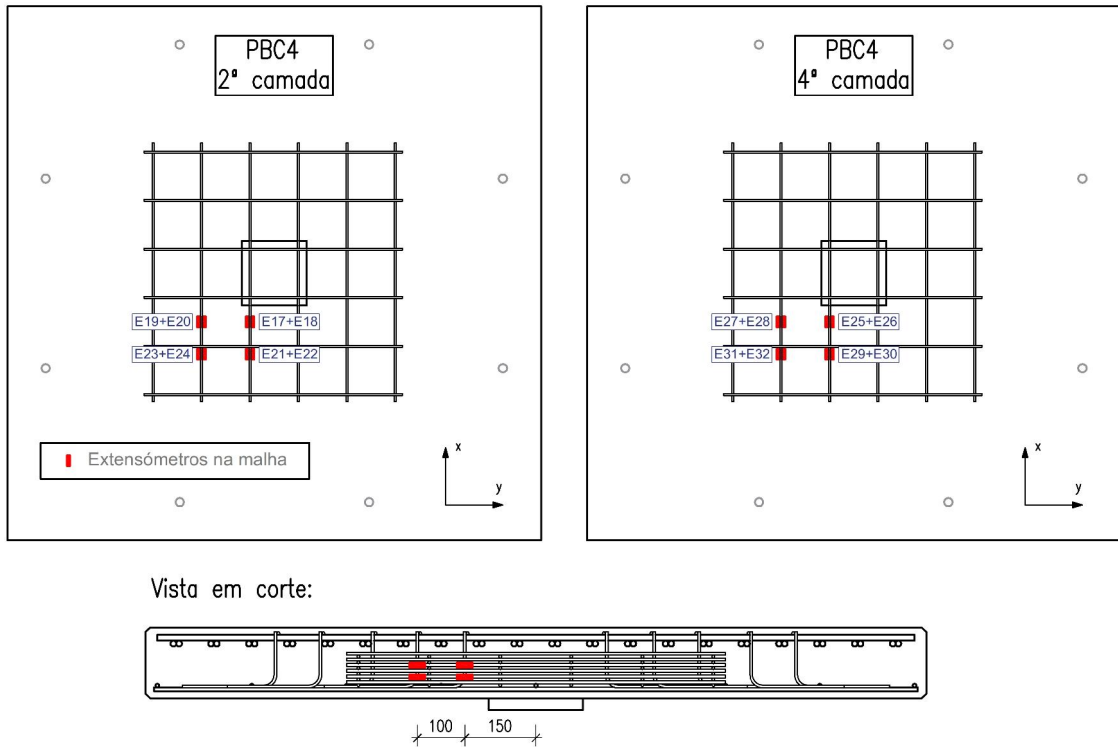 PBC4
2ª camada
PBC4
4ª camada
E19+E20
E17+E18
E27+E28
E25+E26
E23+E24
E21+E22
E31+E32
E29+E30
Extensómetros na malha
x
y
x
y
Vista em corte:
100
150